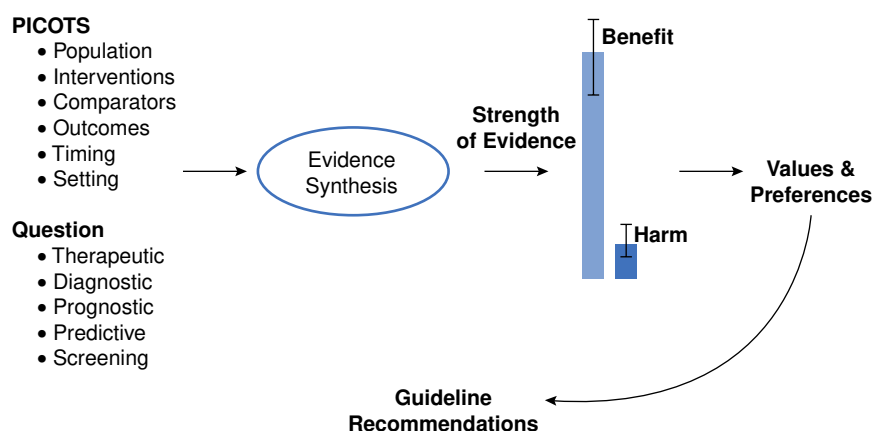 PICOTS
• Population
• Interventions
• Comparators
• Outcomes
• Timing
• Setting
Question
• Therapeutic
• Diagnostic
• Prognostic
• Predictive
• Screening
Evidence
Synthesis
Strength
of Evidence
Benefit
Harm
Values &
Preferences
Guideline
Recommendations